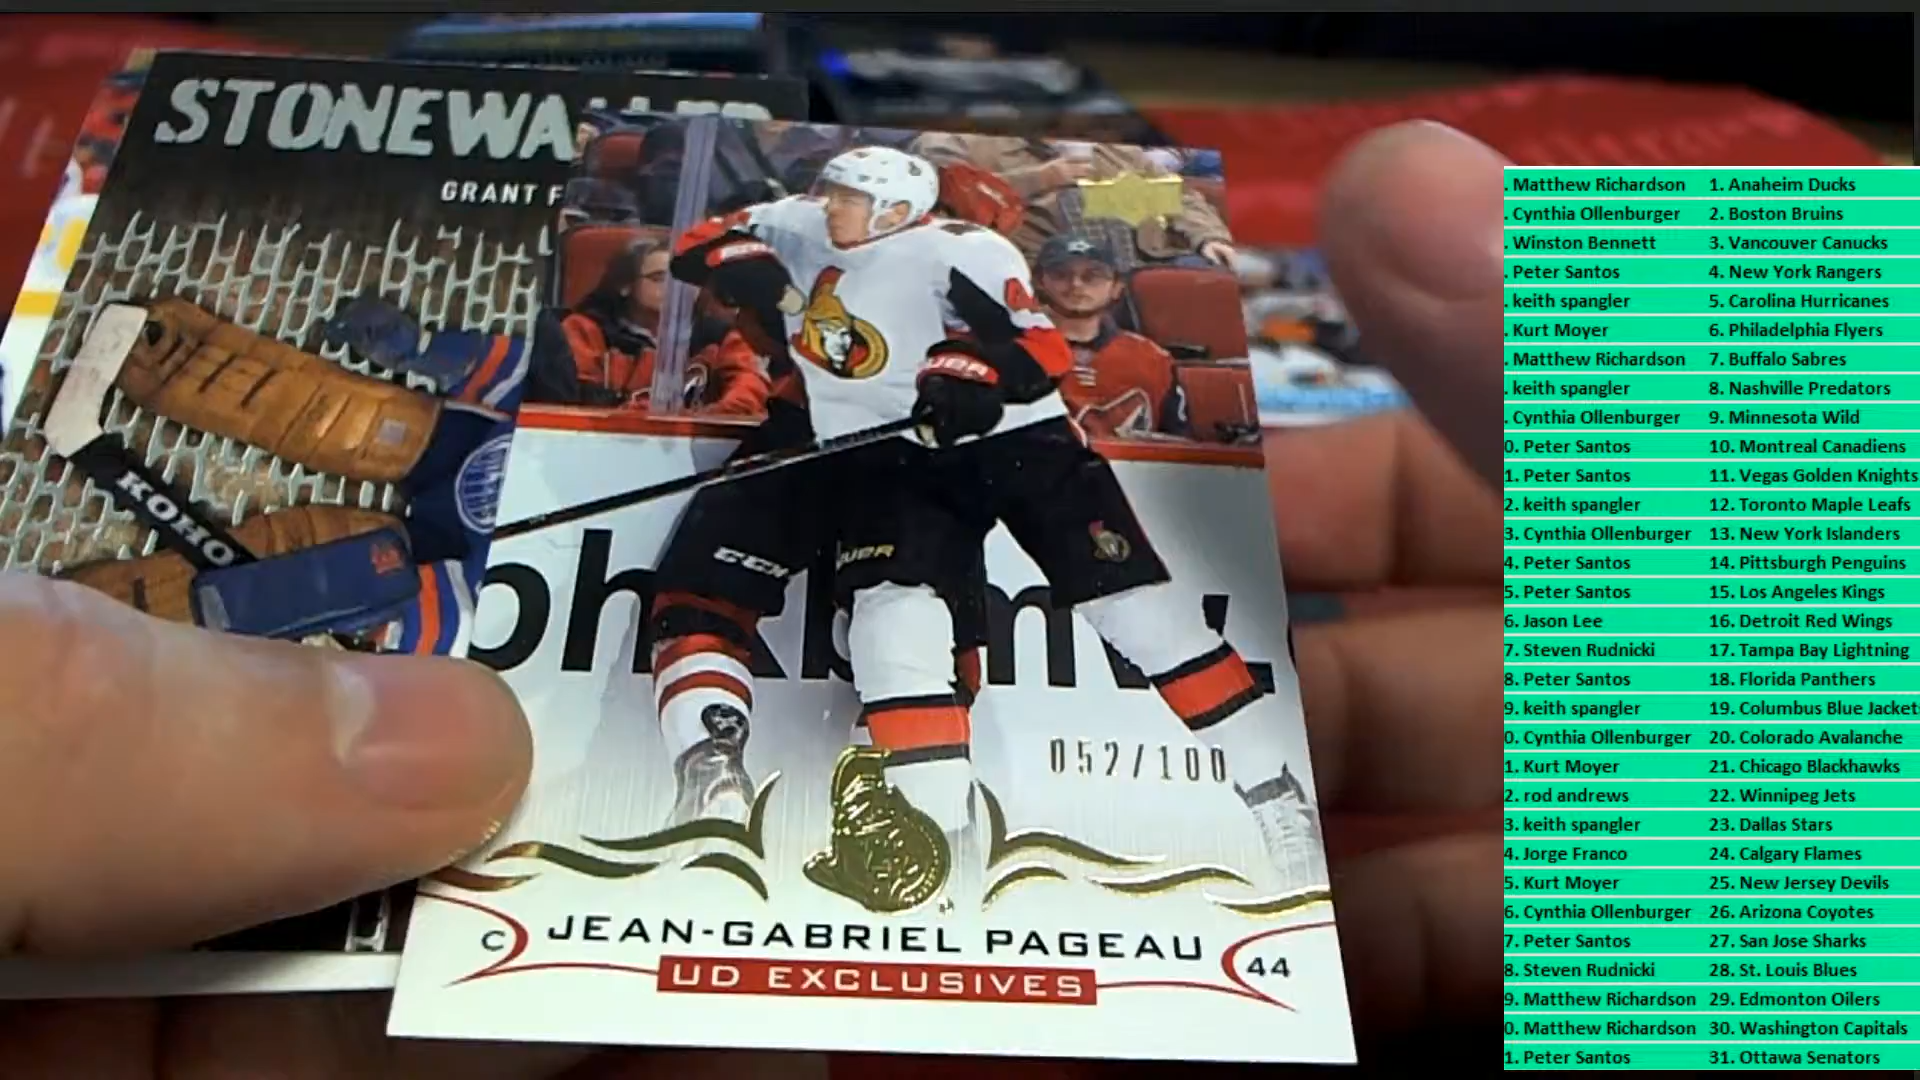 STONEWA
GRANT F
KOHO
CCM
BAUER
phxbmw.
052/100
C JEAN-GABRIEL PAGEAU 44
UD EXCLUSIVES
. Matthew Richardson 1. Anaheim Ducks
. Cynthia Ollenburger 2. Boston Bruins
. Winston Bennett 3. Vancouver Canucks
. Peter Santos 4. New York Rangers
. keith spangler 5. Carolina Hurricanes
. Kurt Moyer 6. Philadelphia Flyers
. Matthew Richardson 7. Buffalo Sabres
. keith spangler 8. Nashville Predators
. Cynthia Ollenburger 9. Minnesota Wild
0. Peter Santos 10. Montreal Canadiens
1. Peter Santos 11. Vegas Golden Knights
2. keith spangler 12. Toronto Maple Leafs
3. Cynthia Ollenburger 13. New York Islanders
4. Peter Santos 14. Pittsburgh Penguins
5. Peter Santos 15. Los Angeles Kings
6. Jason Lee 16. Detroit Red Wings
7. Steven Rudnicki 17. Tampa Bay Lightning
8. Peter Santos 18. Florida Panthers
9. keith spangler 19. Columbus Blue Jacket
0. Cynthia Ollenburger 20. Colorado Avalanche
1. Kurt Moyer 21. Chicago Blackhawks
2. rod andrews 22. Winnipeg Jets
3. keith spangler 23. Dallas Stars
4. Jorge Franco 24. Calgary Flames
5. Kurt Moyer 25. New Jersey Devils
6. Cynthia Ollenburger 26. Arizona Coyotes
7. Peter Santos 27. San Jose Sharks
8. Steven Rudnicki 28. St. Louis Blues
9. Matthew Richardson 29. Edmonton Oilers
0. Matthew Richardson 30. Washington Capitals
1. Peter Santos 31. Ottawa Senators